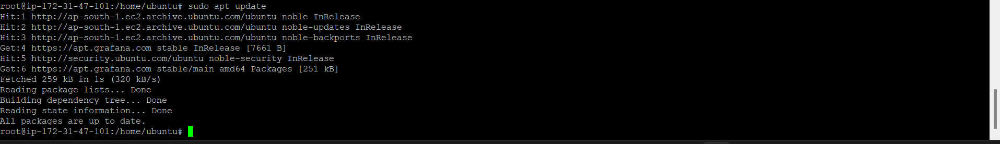 root@ip-172-31-47-101:/home/ubuntu# sudo apt update
Hit:1 http://ap-south-1.ec2.archive.ubuntu.com/ubuntu noble InRelease
Hit:2 http://ap-south-1.ec2.archive.ubuntu.com/ubuntu noble-updates InRelease
Hit:3 http://ap-south-1.ec2.archive.ubuntu.com/ubuntu noble-backports InRelease
Get:4 https://apt.grafana.com stable InRelease [7661 B]
Hit:5 http://security.ubuntu.com/ubuntu noble-security InRelease
Get:6 https://apt.grafana.com stable/main amd64 Packages [251 kB]
Fetched 259 kB in 1s (320 kB/s)
Reading package lists... Done
Building dependency tree... Done
Reading state information... Done
All packages are up to date.
root@ip-172-31-47-101:/home/ubuntu#